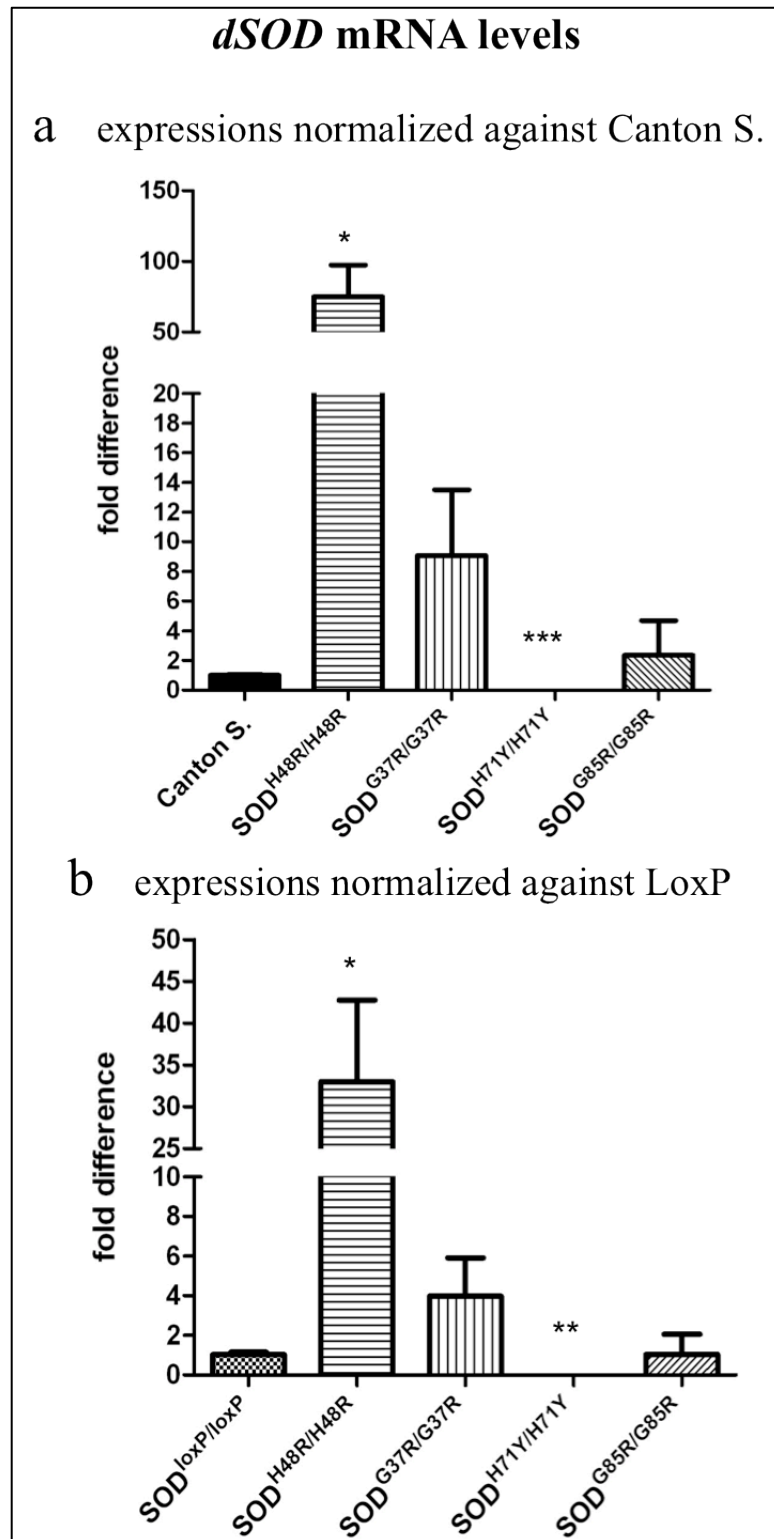 dSOD mRNA levels
a expressions normalized against Canton S.
150
100
50
20
18
16
14
12
10
8
6
4
2
0
fold difference
*
***
Canton S.
SOD^H48R/H48R
SOD^G37R/G37R
SOD^H71Y/H71Y
SOD^G85R/G85R
b expressions normalized against LoxP
50
45
40
35
30
25
10
8
6
4
2
0
fold difference
*
**
SOD^loxP/loxP
SOD^H48R/H48R
SOD^G37R/G37R
SOD^H71Y/H71Y
SOD^G85R/G85R